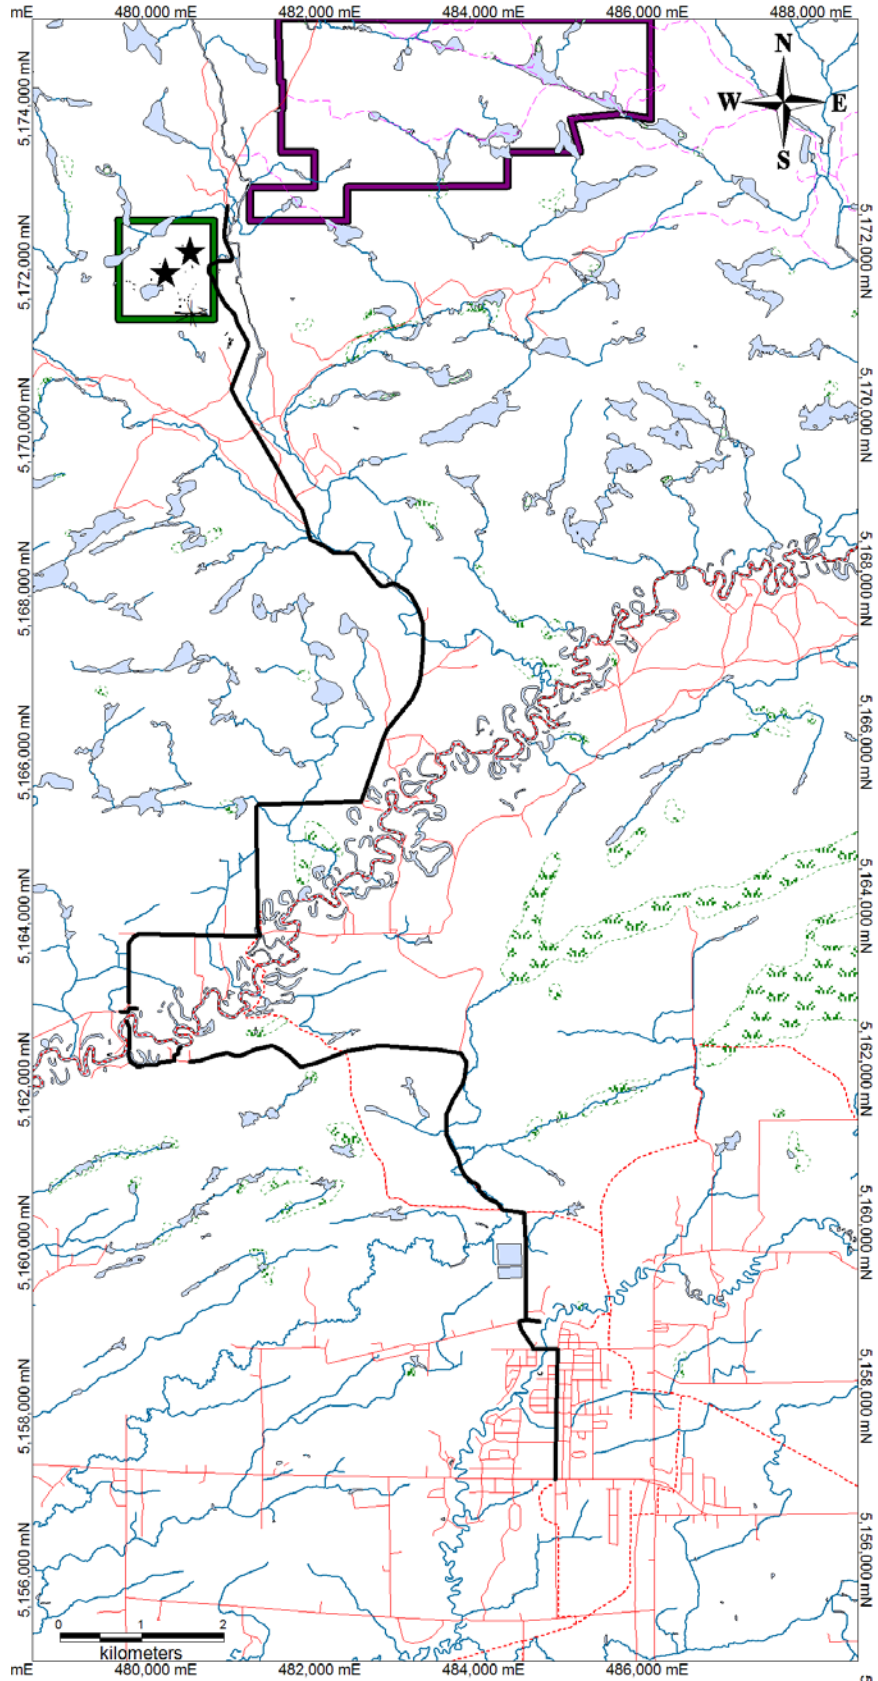 mE 480,000 mE 482,000 mE 484,000 mE 486,000 mE 488,000 mE
N
W E
S
5,174,000 mN
5,172,000 mN 5,172,000 mN
5,170,000 mN 5,170,000 mN
5,168,000 mN 5,168,000 mN
5,166,000 mN 5,166,000 mN
5,164,000 mN 5,164,000 mN
5,162,000 mN 5,162,000 mN
5,160,000 mN 5,160,000 mN
5,158,000 mN 5,158,000 mN
5,156,000 mN 5,156,000 mN
0 1 2
kilometers
mE 480,000 mE 482,000 mE 484,000 mE 486,000 mE